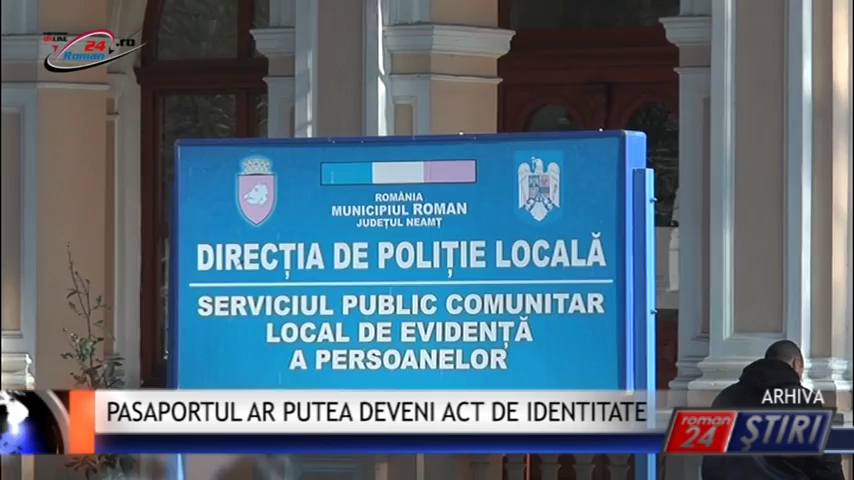 24.ro
Roman
ROMÂNIA
MUNICIPIUL ROMAN
JUDEȚUL NEAMȚ
DIRECȚIA DE POLIȚIE LOCALĂ
SERVICIUL PUBLIC COMUNITAR
LOCAL DE EVIDENȚĂ
A PERSOANELOR
ARHIVA
PASAPORTUL AR PUTEA DEVENI ACT DE IDENTITATE
roman
24
ȘTIRI